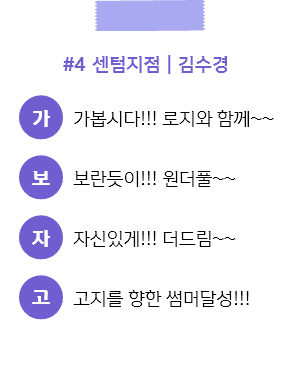 #4 센텀지점 | 김수경
가 가봅시다!!! 로지와 함께~~
보 보란듯이!!! 원더풀~~
자 자신있게!!! 더드림~~
고 고지를 향한 썸머달성!!!